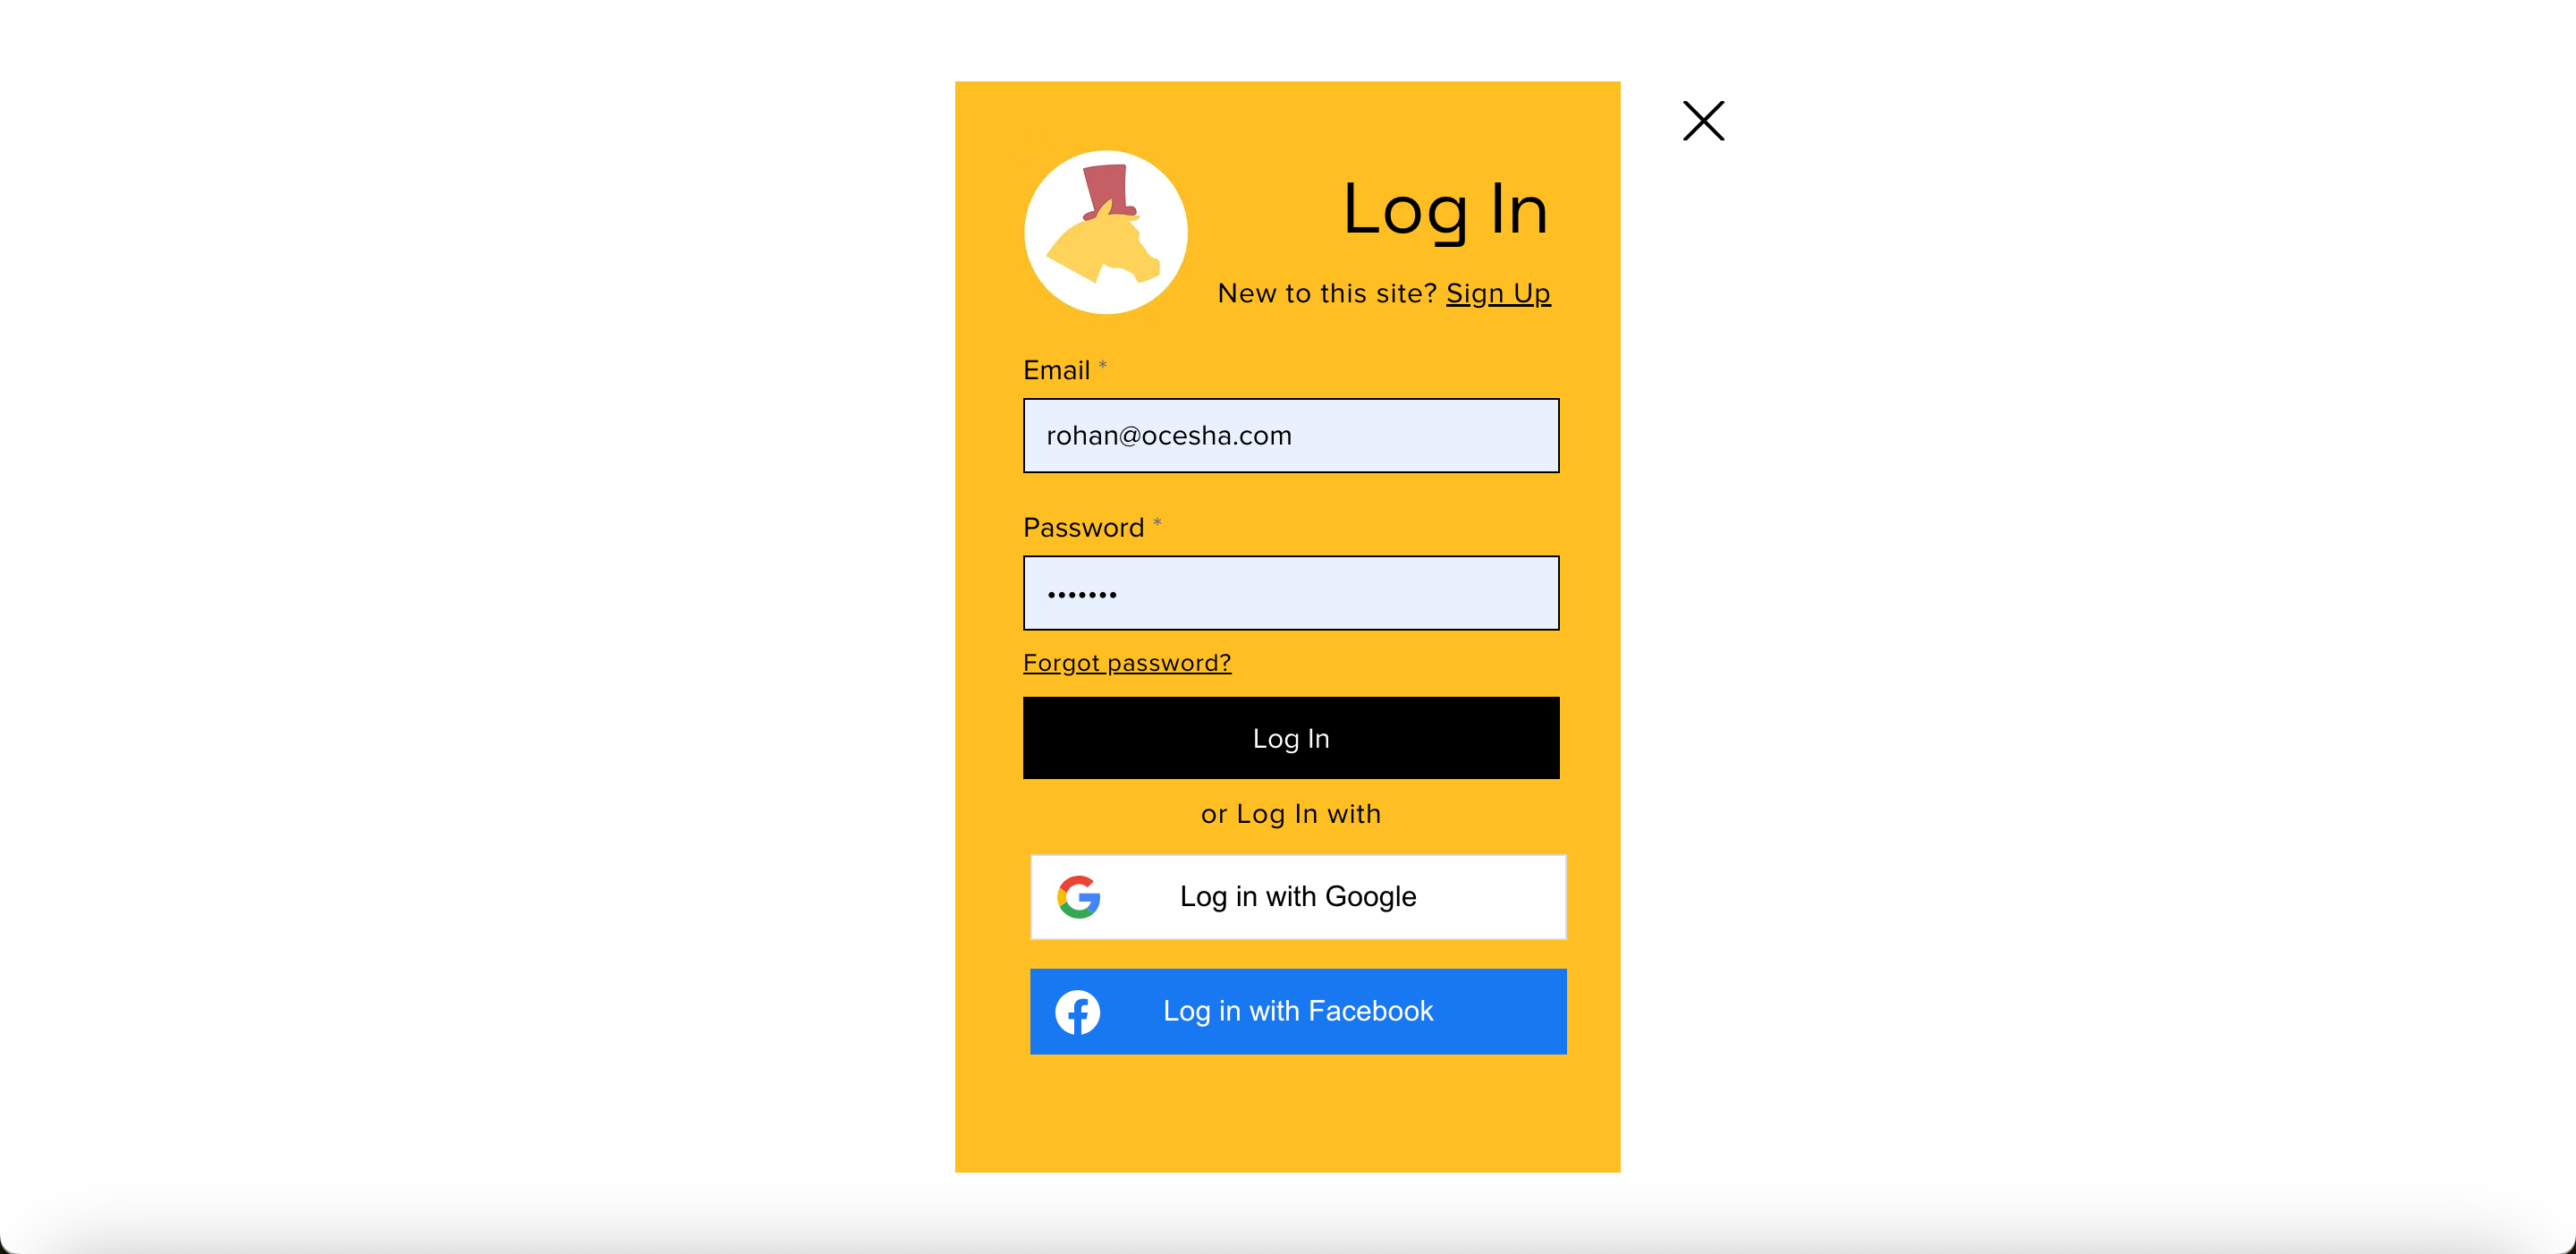 Log In
New to this site? Sign Up
Email *
rohan@ocesha.com
Password *
•••••••
Forgot password?
Log In
or Log In with
Log in with Google
Log in with Facebook